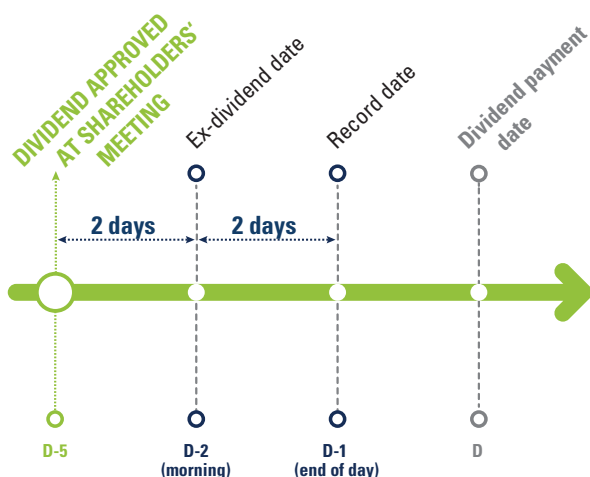 DIVIDEND APPROVED
AT SHAREHOLDERS'
MEETING
Ex-dividend date
Record date
Dividend payment
date
2 days
2 days
D-5
D-2
(morning)
D-1
(end of day)
D